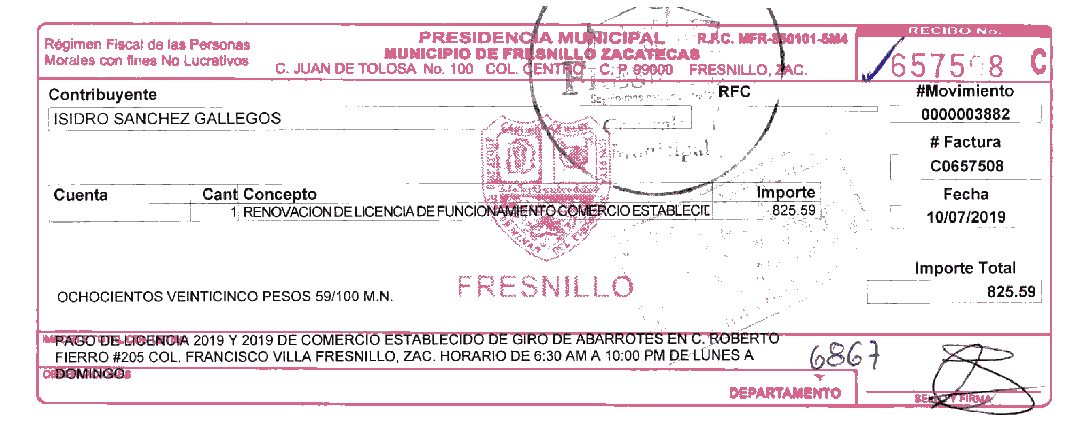 Régimen Fiscal de las Personas
Morales con fines No Lucrativos
PRESIDENCIA MUNICIPAL
MUNICIPIO DE FRESNILLO ZACATECAS
C. JUAN DE TOLOSA No. 100 COL. CENTRO C. P. 99000 FRESNILLO, ZAC.
RECIBO No.
C
Contribuyente
RFC
#Movimiento
ISIDRO SANCHEZ GALLEGOS
0000003882
# Factura
C0657508
Cuenta
Cant
Concepto
Importe
Fecha
1 RENOVACION DE LICENCIA DE FUNCIONAMIENTO COMERCIO ESTABLECID
825.59
10/07/2019
FRESNILLO
Importe Total
OCHOCIENTOS VEINTICINCO PESOS 59/100 M.N.
825.59
PAGO DE LICENCIA 2019 Y 2019 DE COMERCIO ESTABLECIDO DE GIRO DE ABARROTES EN C. ROBERTO
FIERRO #205 COL. FRANCISCO VILLA FRESNILLO, ZAC. HORARIO DE 6:30 AM A 10:00 PM DE LUNES A
DOMINGO
6867
DEPARTAMENTO
SELLO Y FIRMA